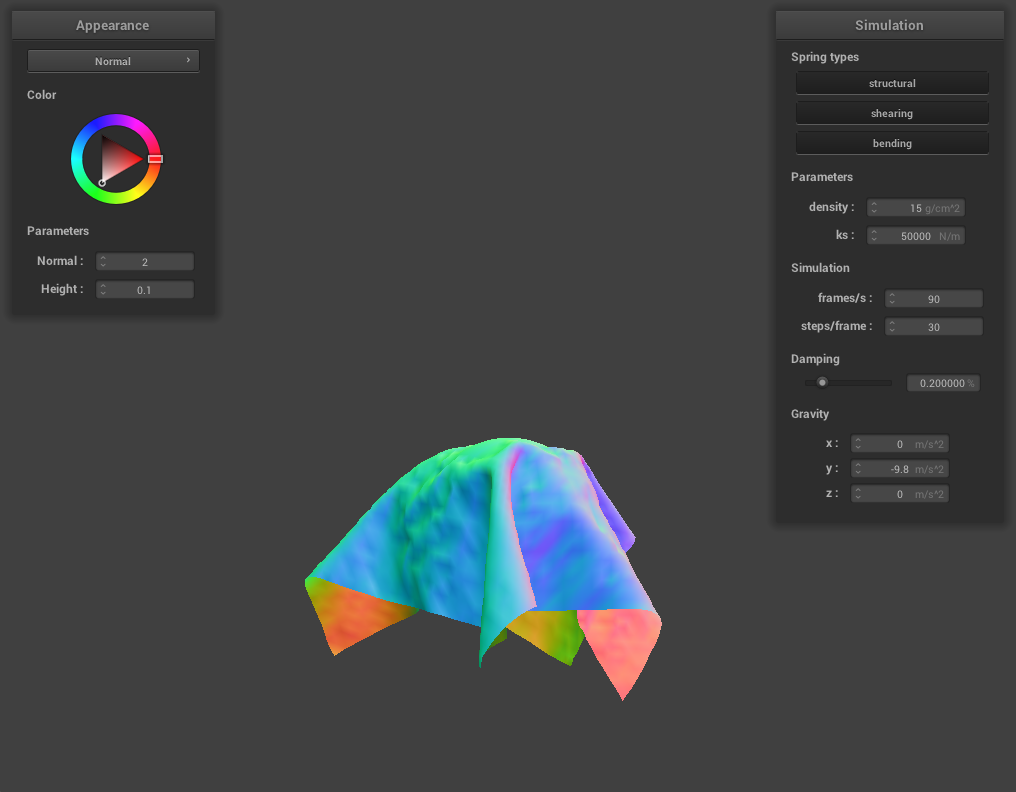 Appearance
Normal
Color
Parameters
Normal : 2
Height : 0.1
Simulation
Spring types
structural
shearing
bending
Parameters
density : 15 g/cm^2
ks : 50000 N/m
Simulation
frames/s : 90
steps/frame : 30
Damping
0.200000 %
Gravity
x : 0 m/s^2
y : -9.8 m/s^2
z : 0 m/s^2